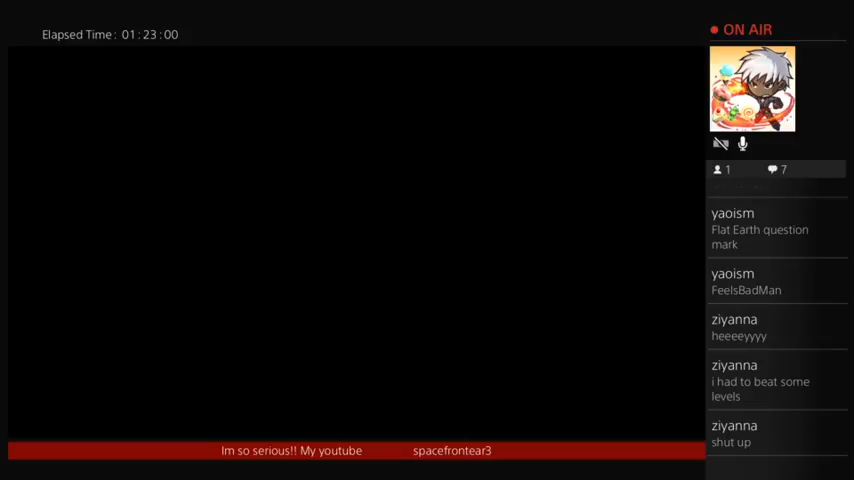 Elapsed Time: 01:23:00
ON AIR
1 7
yaoism
Flat Earth question
mark
yaoism
FeelsBadMan
ziyanna
heeeeyyyy
ziyanna
i had to beat some
levels
ziyanna
shut up
Im so serious!! My youtube spacefrontear3